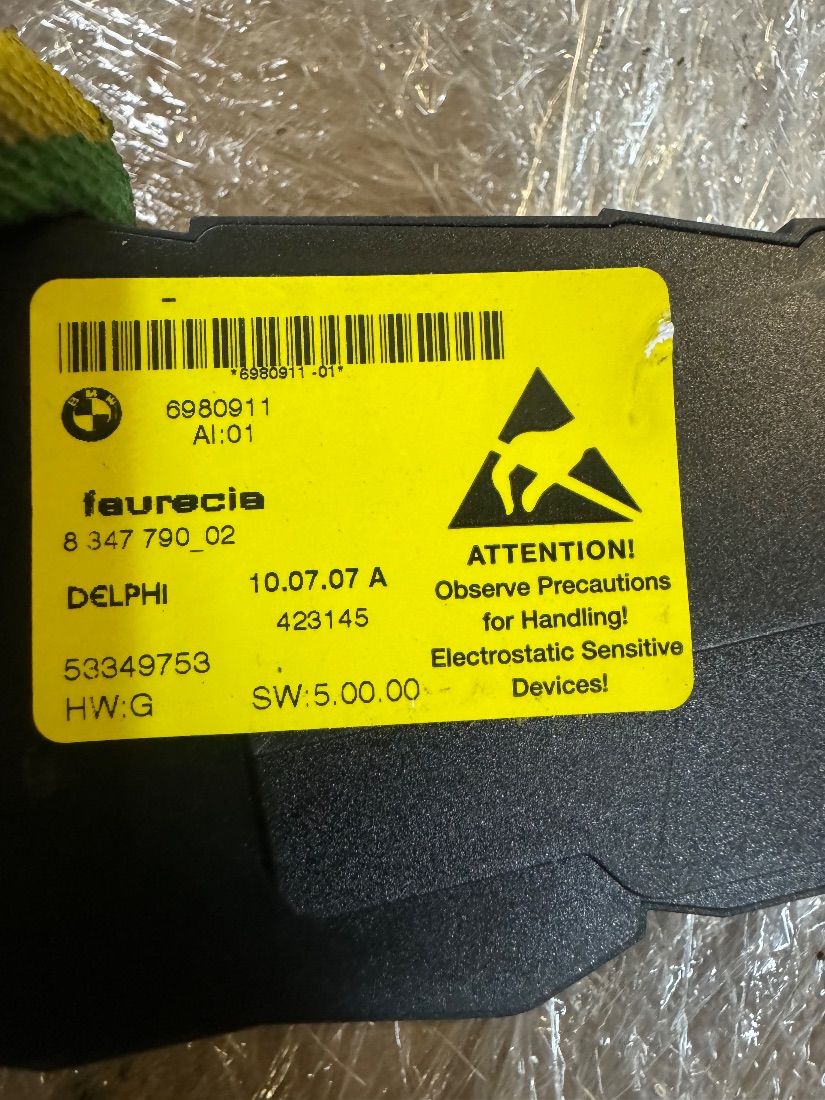 *6980911-01*
BMW
6980911
AI:01
faurecia
8 347 790_02
DELPHI
10.07.07 A
423145
53349753
HW:G
SW:5.00.00
ATTENTION!
Observe Precautions
for Handling!
Electrostatic Sensitive
Devices!